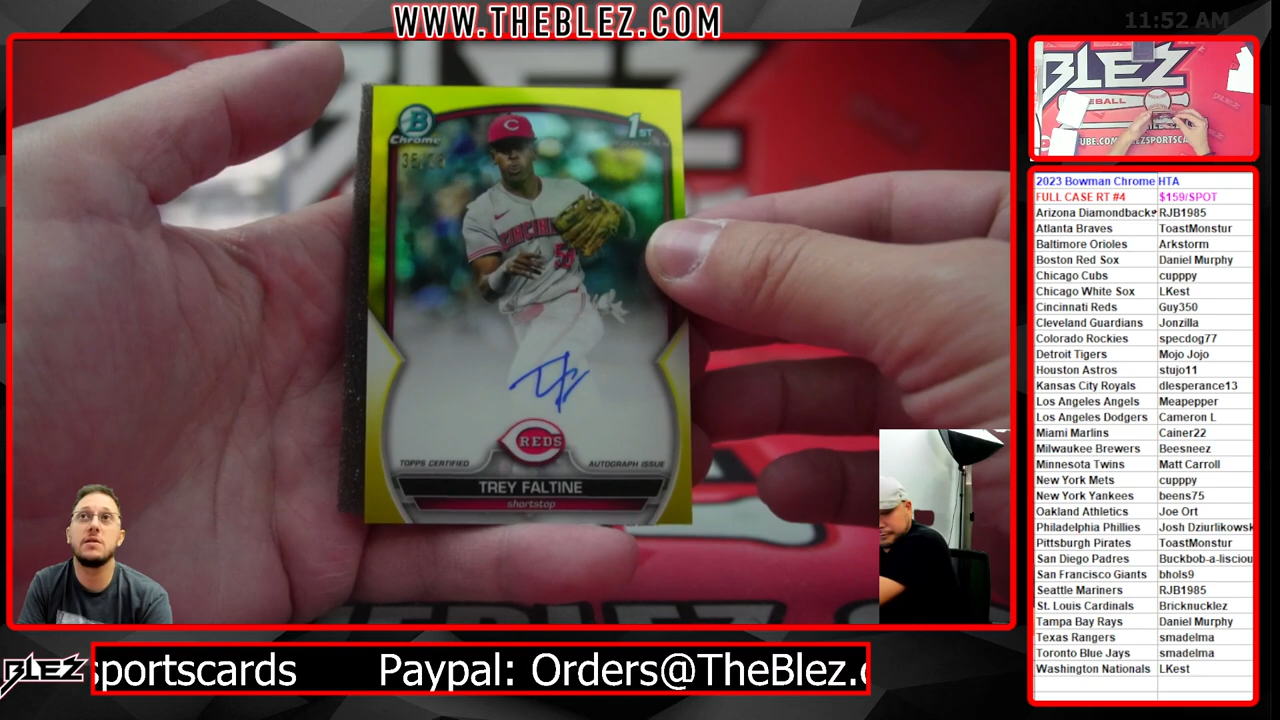 WWW.THEBLEZ.COM
11:52 AM
B
Chrome
1ST
C
CINCINN
REDS
TOPPS CERTIFIED
AUTOGRAPH ISSUE
TREY FALTINE
shortstop
BLEZ
BLEZ
sportscards Paypal: Orders@TheBlez.c
2023 Bowman Chrome HTA
FULL CASE RT #4 $159/SPOT
Arizona Diamondbacks RJB1985
Atlanta Braves ToastMonstur
Baltimore Orioles Arkstorm
Boston Red Sox Daniel Murphy
Chicago Cubs cupppy
Chicago White Sox LKest
Cincinnati Reds Guy350
Cleveland Guardians Jonzilla
Colorado Rockies specdog77
Detroit Tigers Mojo Jojo
Houston Astros stujo11
Kansas City Royals dlesperance13
Los Angeles Angels Meapepper
Los Angeles Dodgers Cameron L
Miami Marlins Cainer22
Milwaukee Brewers Beesneez
Minnesota Twins Matt Carroll
New York Mets cupppy
New York Yankees beens75
Oakland Athletics Joe Ort
Philadelphia Phillies Josh Dziurlikowsk
Pittsburgh Pirates ToastMonstur
San Diego Padres Buckbob-a-lisciou
San Francisco Giants bhols9
Seattle Mariners RJB1985
St. Louis Cardinals Bricknucklez
Tampa Bay Rays Daniel Murphy
Texas Rangers smadelma
Toronto Blue Jays smadelma
Washington Nationals LKest